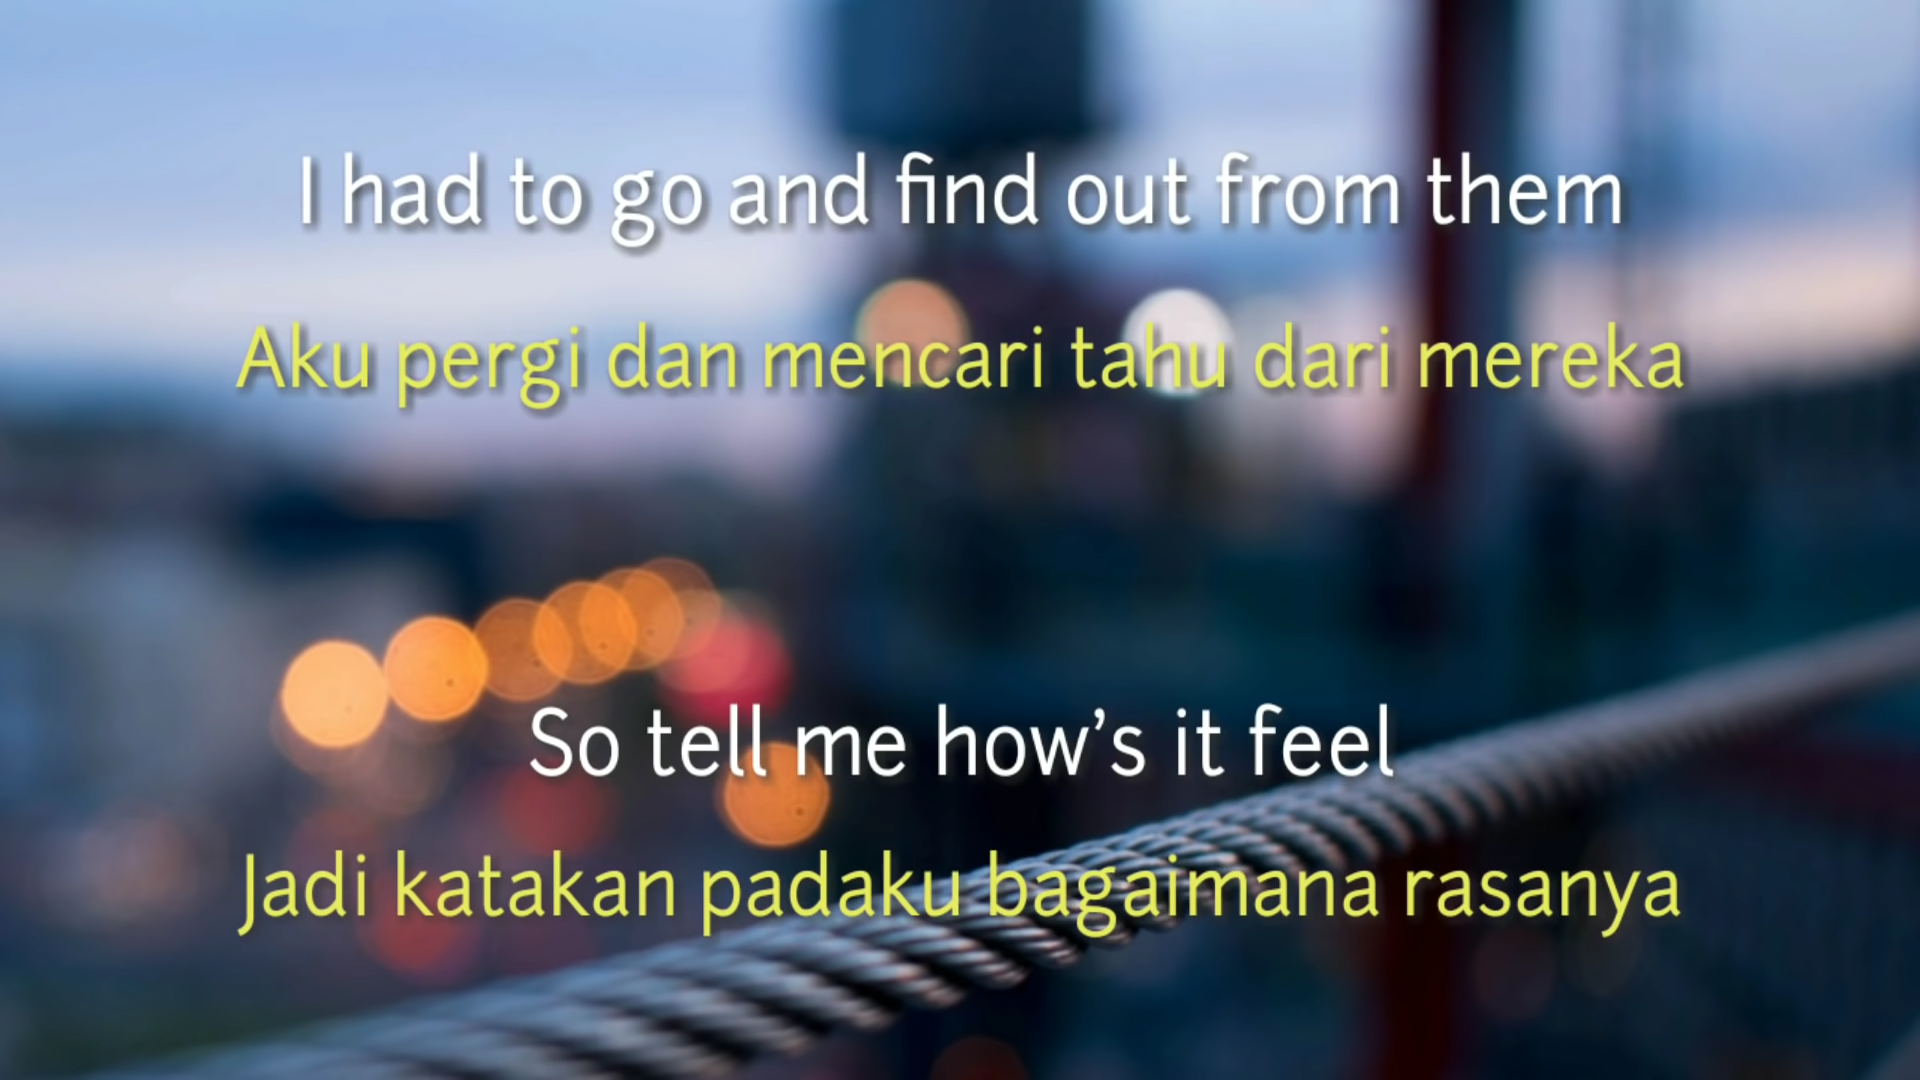 I had to go and find out from them
Aku pergi dan mencari tahu dari mereka
So tell me how’s it feel
Jadi katakan padaku bagaimana rasanya